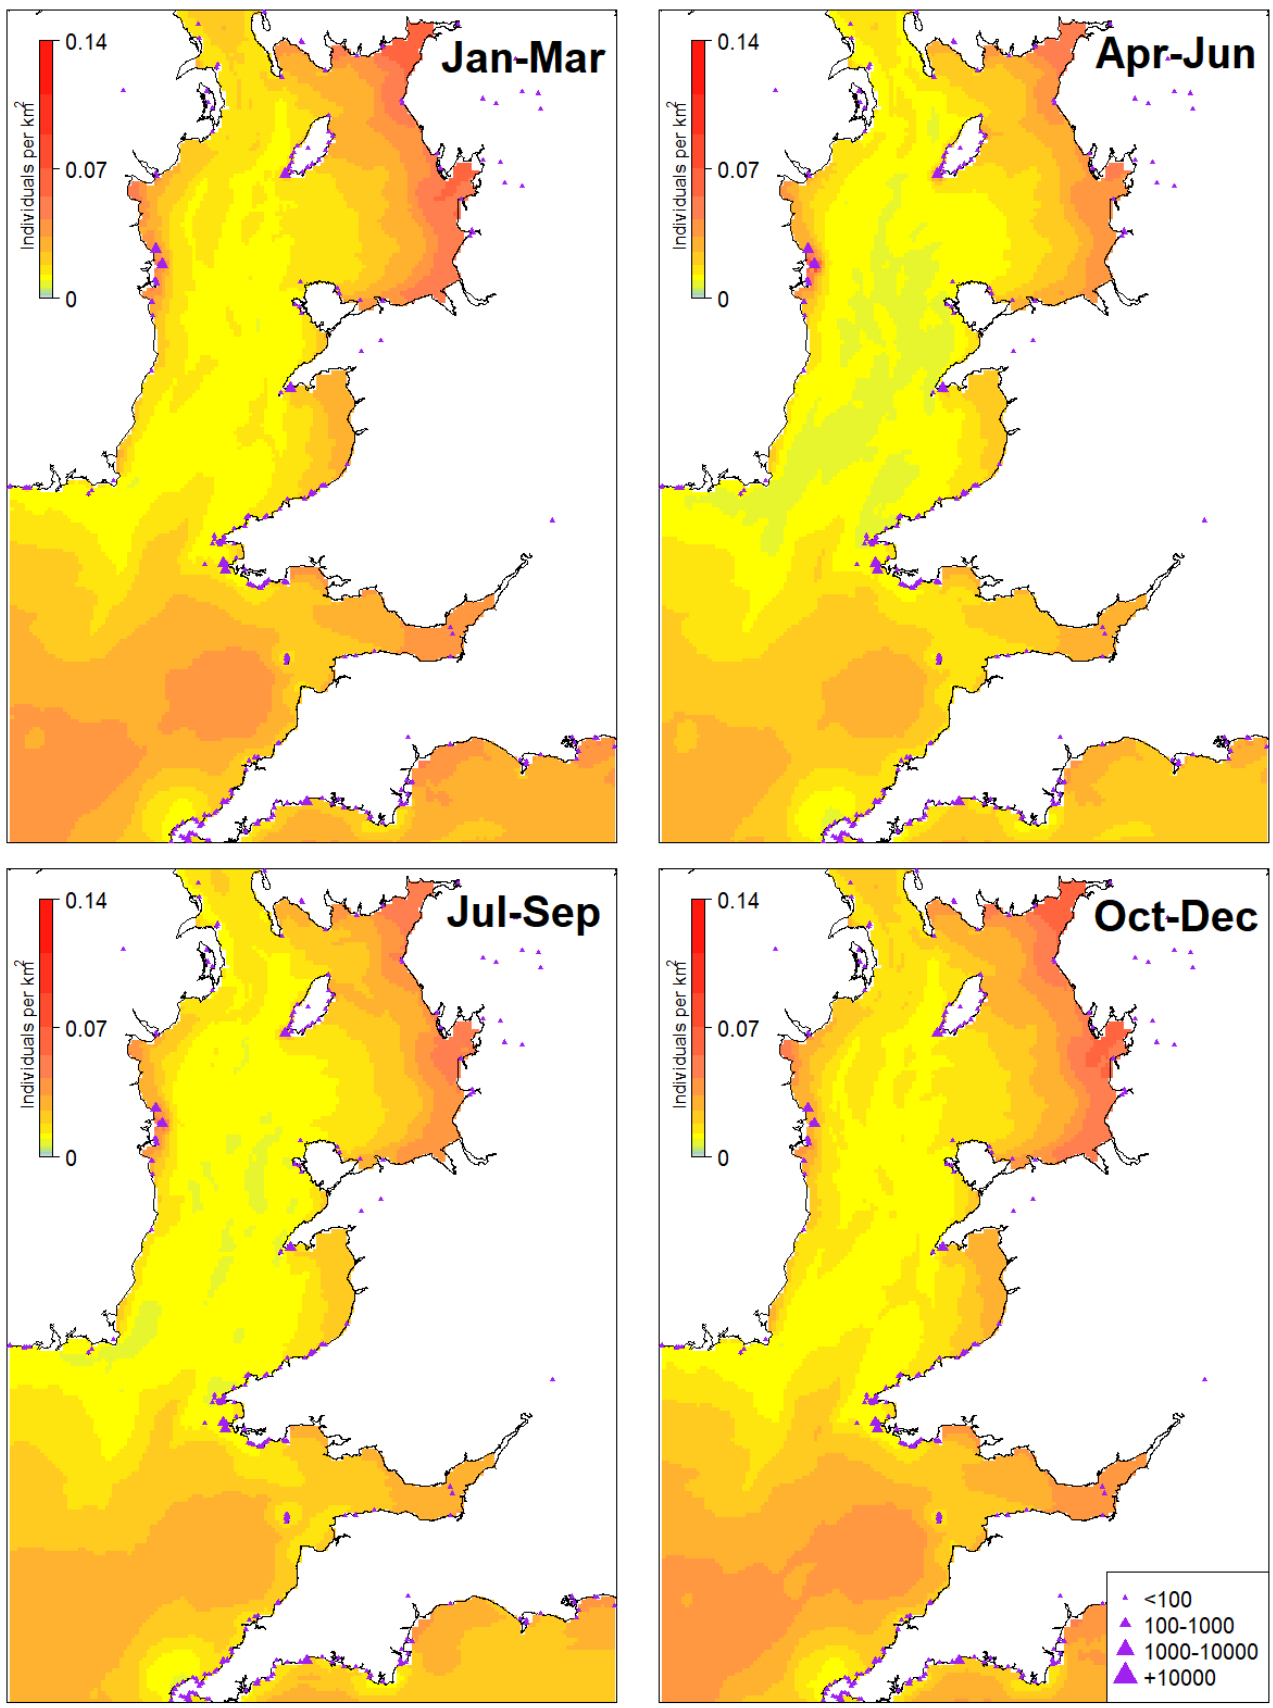 Jan-Mar
0.14
0.07
0
Individuals per km2
Apr-Jun
0.14
0.07
0
Individuals per km2
Jul-Sep
0.14
0.07
0
Individuals per km2
Oct-Dec
0.14
0.07
0
Individuals per km2
<100
100-1000
1000-10000
+10000